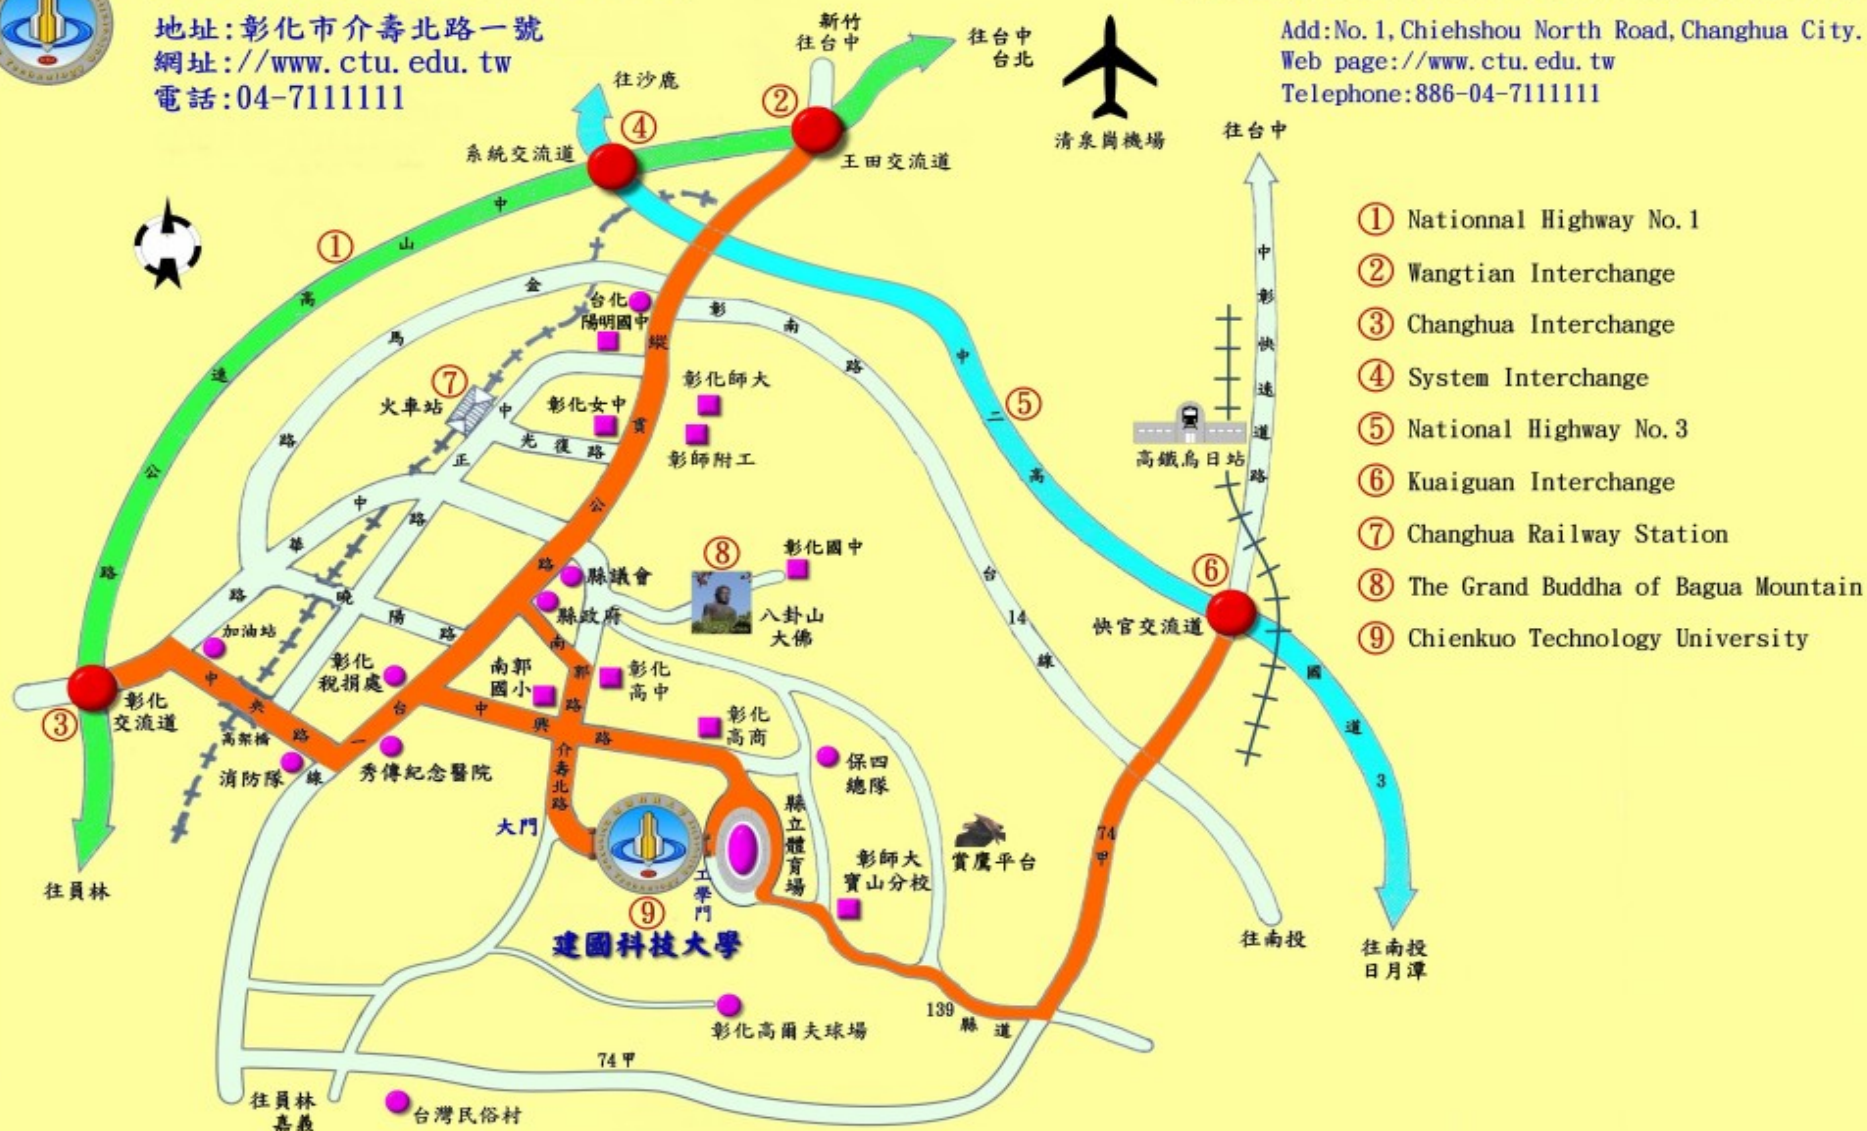 地址:彰化市介壽北路一號
網址://www.ctu.edu.tw
電話:04-7111111
Add:No.1,Chiehshou North Road,Changhua City.
Web page://www.ctu.edu.tw
Telephone:886-04-7111111
新竹
往台中
往台中
台北
往沙鹿
②
④
系統交流道
王田交流道
清泉崗機場
往台中
① Nationnal Highway No.1
② Wangtian Interchange
③ Changhua Interchange
④ System Interchange
⑤ National Highway No.3
⑥ Kuaiguan Interchange
⑦ Changhua Railway Station
⑧ The Grand Buddha of Bagua Mountain
⑨ Chienkuo Technology University
①
中山高速公路
中彰快速道路
金馬路
台化
陽明國中
彰南路
縱貫公路
中二高
⑤
⑦
火車站
彰化師大
彰化女中
彰師附工
中正路
光復路
高鐵烏日站
中華路
⑧
彰化國中
縣議會
縣政府
八卦山
大佛
⑥
快官交流道
台14線
曉陽路
加油站
彰化
稅捐處
南郭
國小
南郭路
彰化
高中
國道3
③
彰化
交流道
中央路
高架橋
台一線
中興路
彰化
高商
消防隊
秀傳紀念醫院
介壽北路
保四
總隊
大門
縣立體育場
工學門
彰師大
寶山分校
賞鷹平台
74甲
往員林
⑨
建國科技大學
往南投
往南投
日月潭
139縣道
彰化高爾夫球場
74甲
往員林
嘉義
台灣民俗村